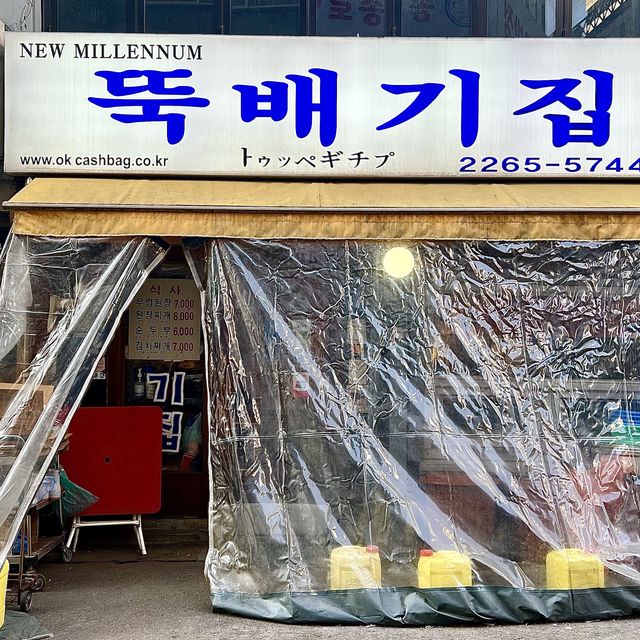 NEW MILLENNUM
뚝배기집
www.ok cashbag.co.kr
トゥッペギチプ
2265-5744
식사
우렁된장 7.000
된장찌개 6.000
순두부 6.000
김치찌개 7.000
기
집